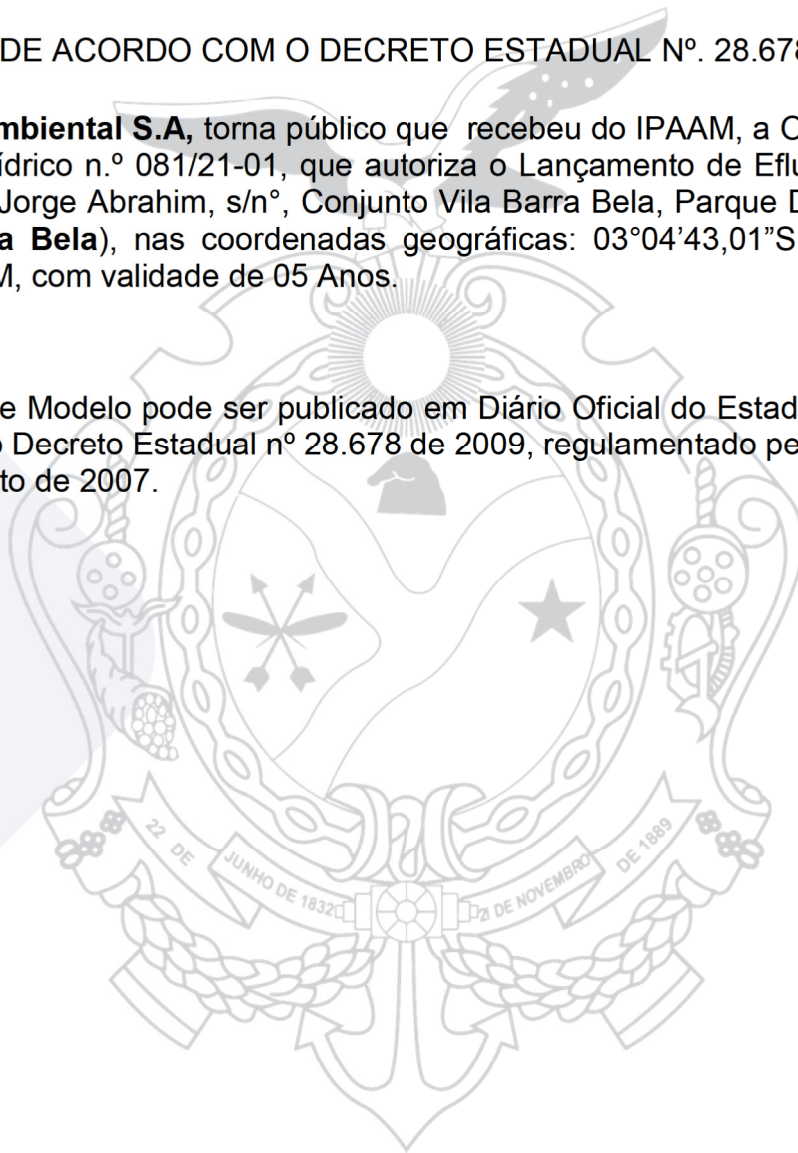 DE ACORDO COM O DECRETO ESTADUAL Nº. 28.678
mbiental S.A, torna público que recebeu do IPAAM, a O
ídrico n.º 081/21-01, que autoriza o Lançamento de Eflu
Jorge Abrahim, s/n°, Conjunto Vila Barra Bela, Parque D
a Bela), nas coordenadas geográficas: 03°04’43,01”S
M, com validade de 05 Anos.
e Modelo pode ser publicado em Diário Oficial do Estad
o Decreto Estadual nº 28.678 de 2009, regulamentado pe
to de 2007.
22 DE JUNHO DE 1832
21 DE NOVEMBRO DE 1889